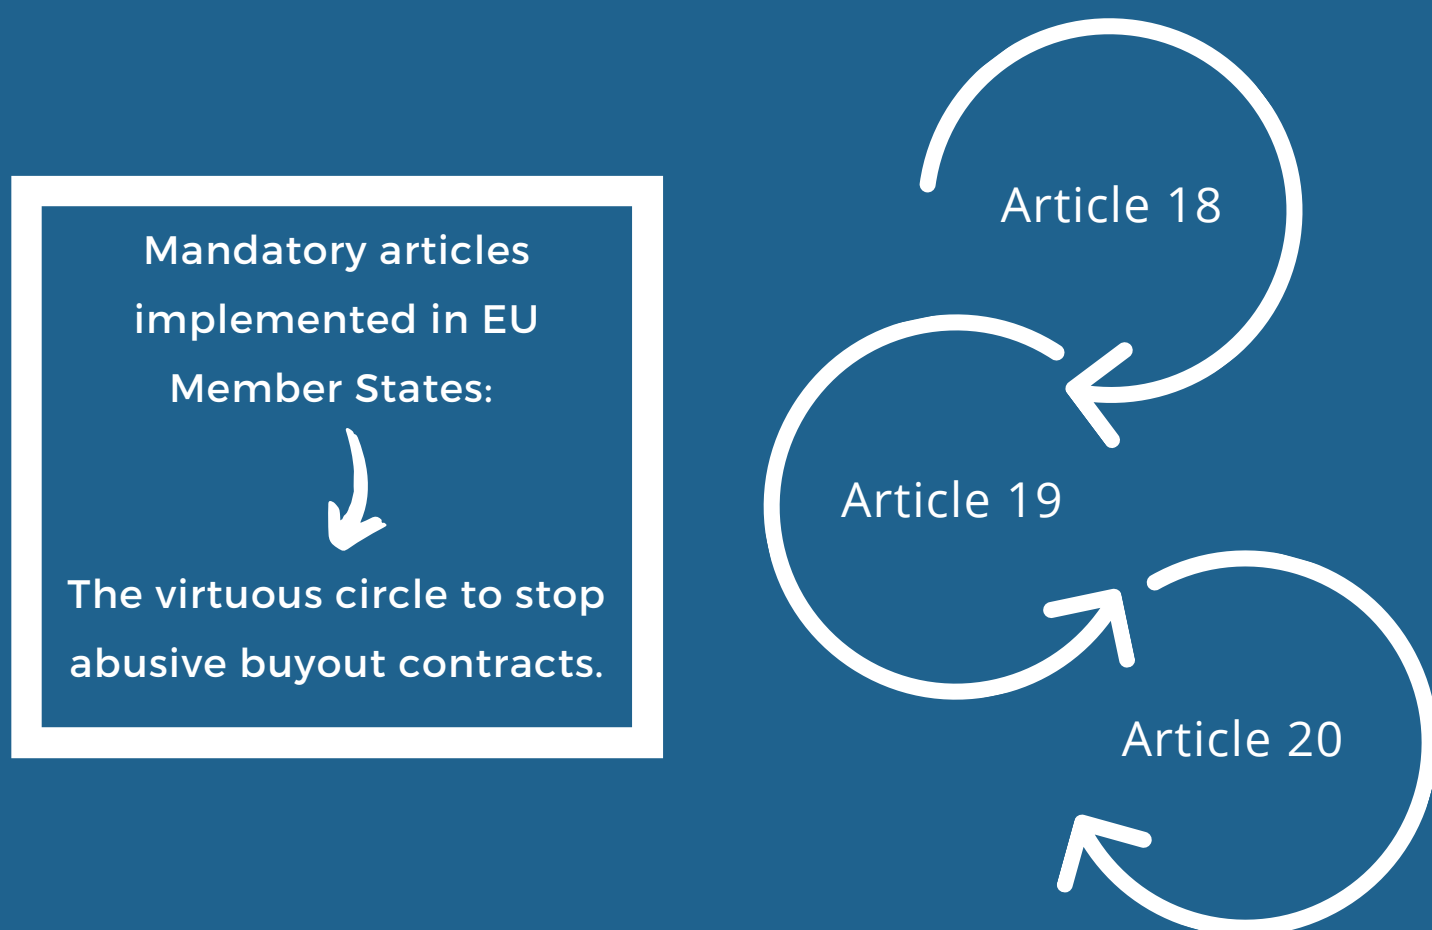 Mandatory articles
implemented in EU
Member States:
The virtuous circle to stop
abusive buyout contracts.
Article 18
Article 19
Article 20